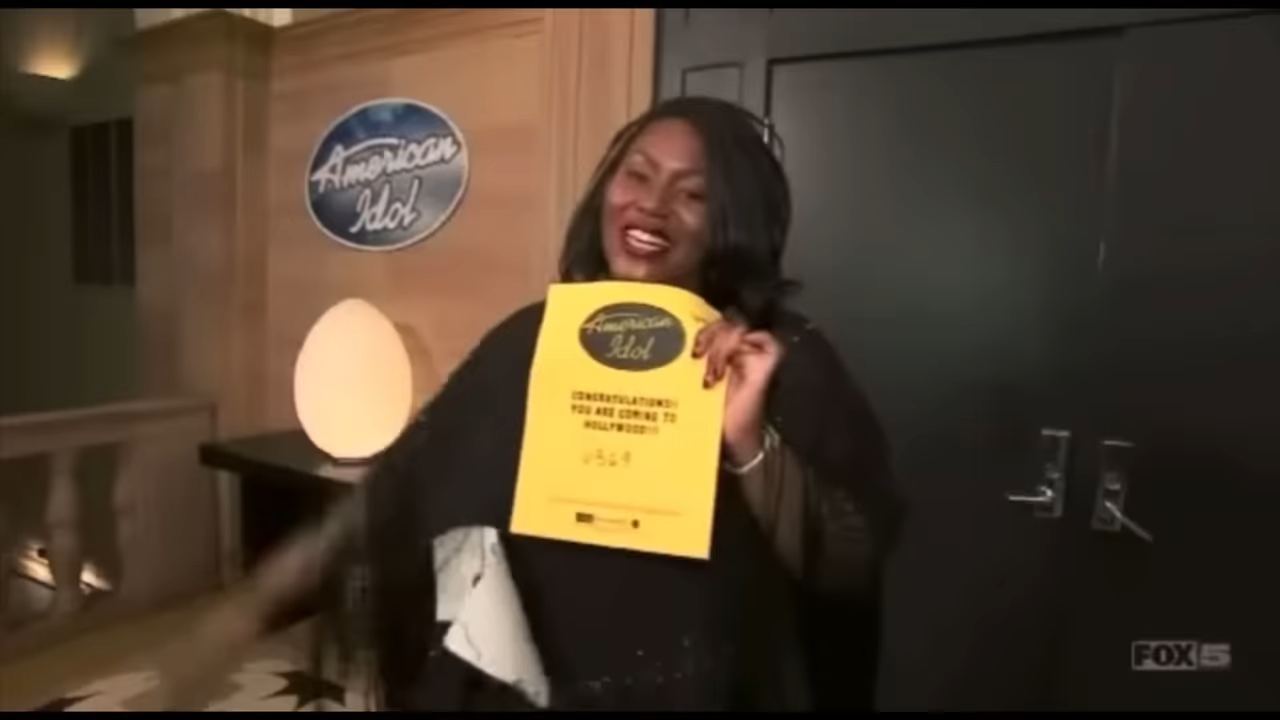 American
Idol
American
Idol
CONGRATULATIONS!!
YOU ARE COMING TO
HOLLYWOOD!!!
FOX 5